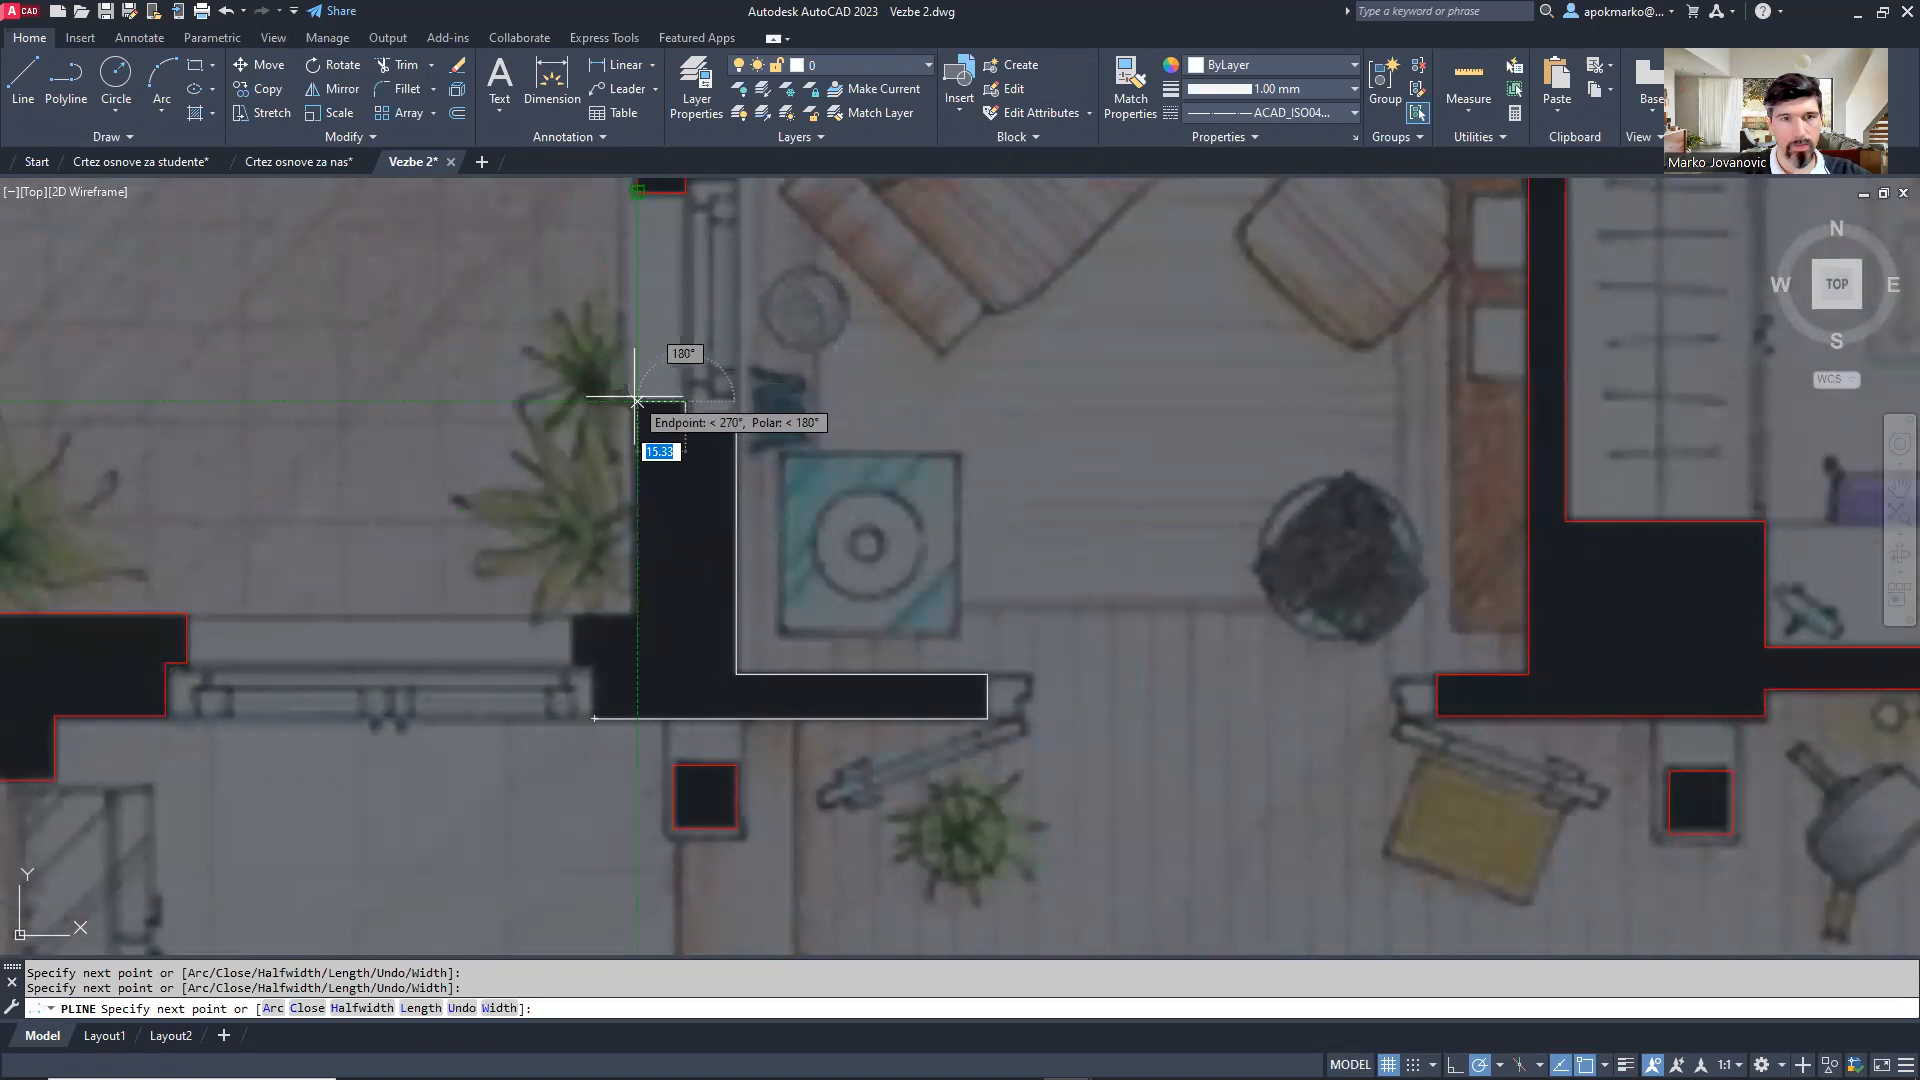 CAD
Share
Autodesk AutoCAD 2023 Vezbe 2.dwg
Type a keyword or phrase
apokmarko@...
Home Insert Annotate Parametric View Manage Output Add-ins Collaborate Express Tools Featured Apps
Line
Polyline
Circle
Arc
Move
Rotate
Trim
Copy
Mirror
Fillet
Stretch
Scale
Array
Text
Dimension
Linear
Leader
Table
Layer
Properties
0
Make Current
Match Layer
Insert
Create
Edit
Edit Attributes
Match
Properties
ByLayer
1.00 mm
ACAD_ISO04...
Group
Measure
Paste
Base
Draw
Modify
Annotation
Layers
Block
Properties
Groups
Utilities
Clipboard
View
Marko Jovanovic
Start
Crtez osnove za studente*
Crtez osnove za nas*
Vezbe 2*
[−][Top][2D Wireframe]
N
W
TOP
E
S
WCS
180°
Endpoint: < 270°, Polar: < 180°
15.33
Y
X
Specify next point or [Arc/Close/Halfwidth/Length/Undo/Width]:
Specify next point or [Arc/Close/Halfwidth/Length/Undo/Width]:
PLINE Specify next point or [Arc Close Halfwidth Length Undo Width]:
Model
Layout1
Layout2
MODEL
1:1